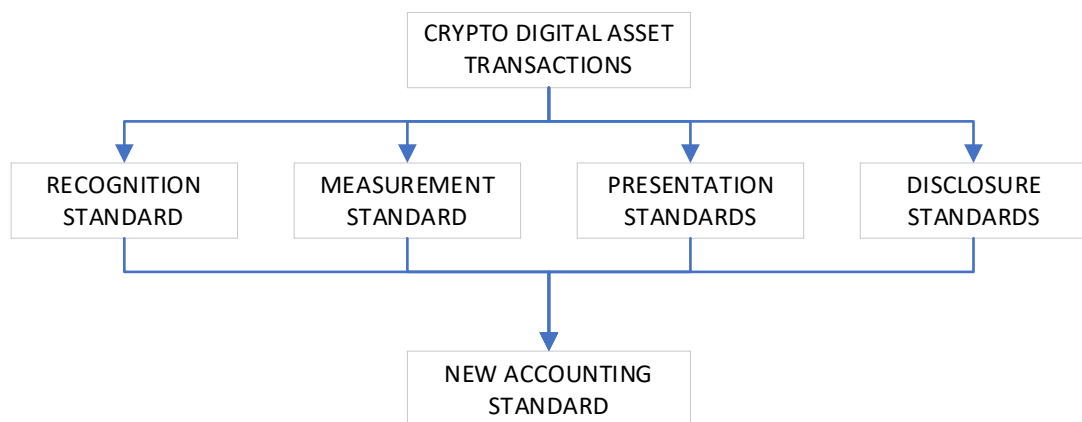 CRYPTO DIGITAL ASSET
TRANSACTIONS
RECOGNITION
STANDARD
MEASUREMENT
STANDARD
PRESENTATION
STANDARDS
DISCLOSURE
STANDARDS
NEW ACCOUNTING
STANDARD